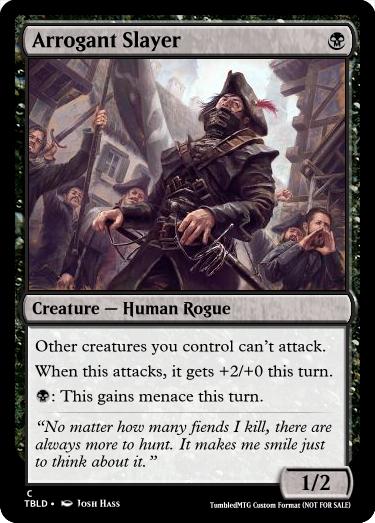 Arrogant Slayer
Creature — Human Rogue
Other creatures you control can't attack.
When this attacks, it gets +2/+0 this turn.
: This gains menace this turn.
“No matter how many fiends I kill, there are
always more to hunt. It makes me smile just
to think about it.”
1/2
C
TBLD • Josh Hass
TumbledMTG Custom Format (NOT FOR SALE)